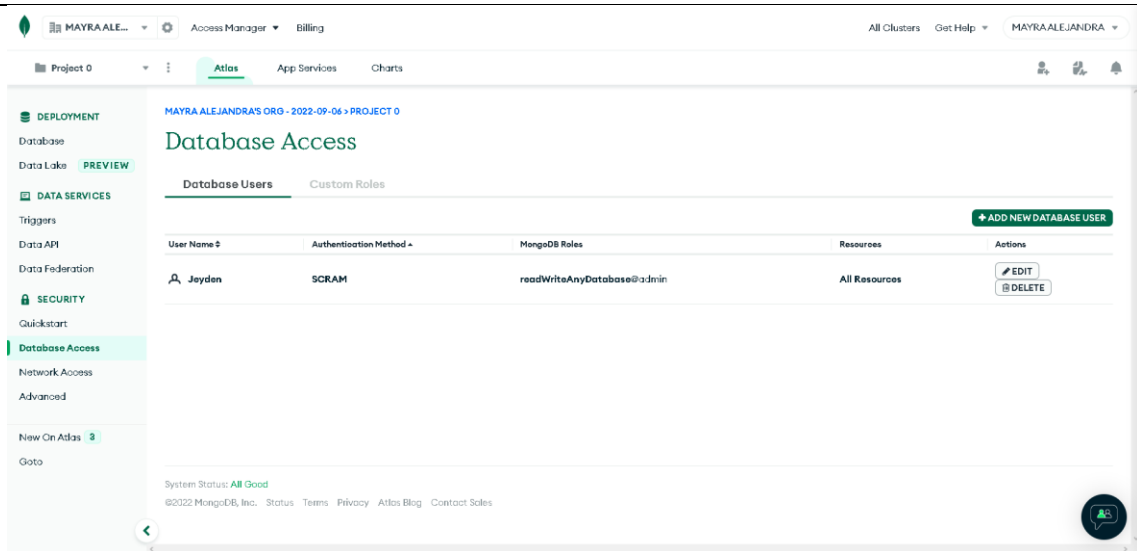 MAYRA ALE... Access Manager Billing All Clusters Get Help MAYRA ALEJANDRA
Project 0 Atlas App Services Charts
DEPLOYMENT
Database
Data Lake PREVIEW
DATA SERVICES
Triggers
Data API
Data Federation
SECURITY
Quickstart
Database Access
Network Access
Advanced
New On Atlas 3
Goto
MAYRA ALEJANDRA'S ORG - 2022-09-06 > PROJECT 0
Database Access
Database Users Custom Roles
+ ADD NEW DATABASE USER
User Name Authentication Method MongoDB Roles Resources Actions
Jeyden SCRAM readWriteAnyDatabase@admin All Resources EDIT
DELETE
System Status: All Good
©2022 MongoDB, Inc. Status Terms Privacy Atlas Blog Contact Sales